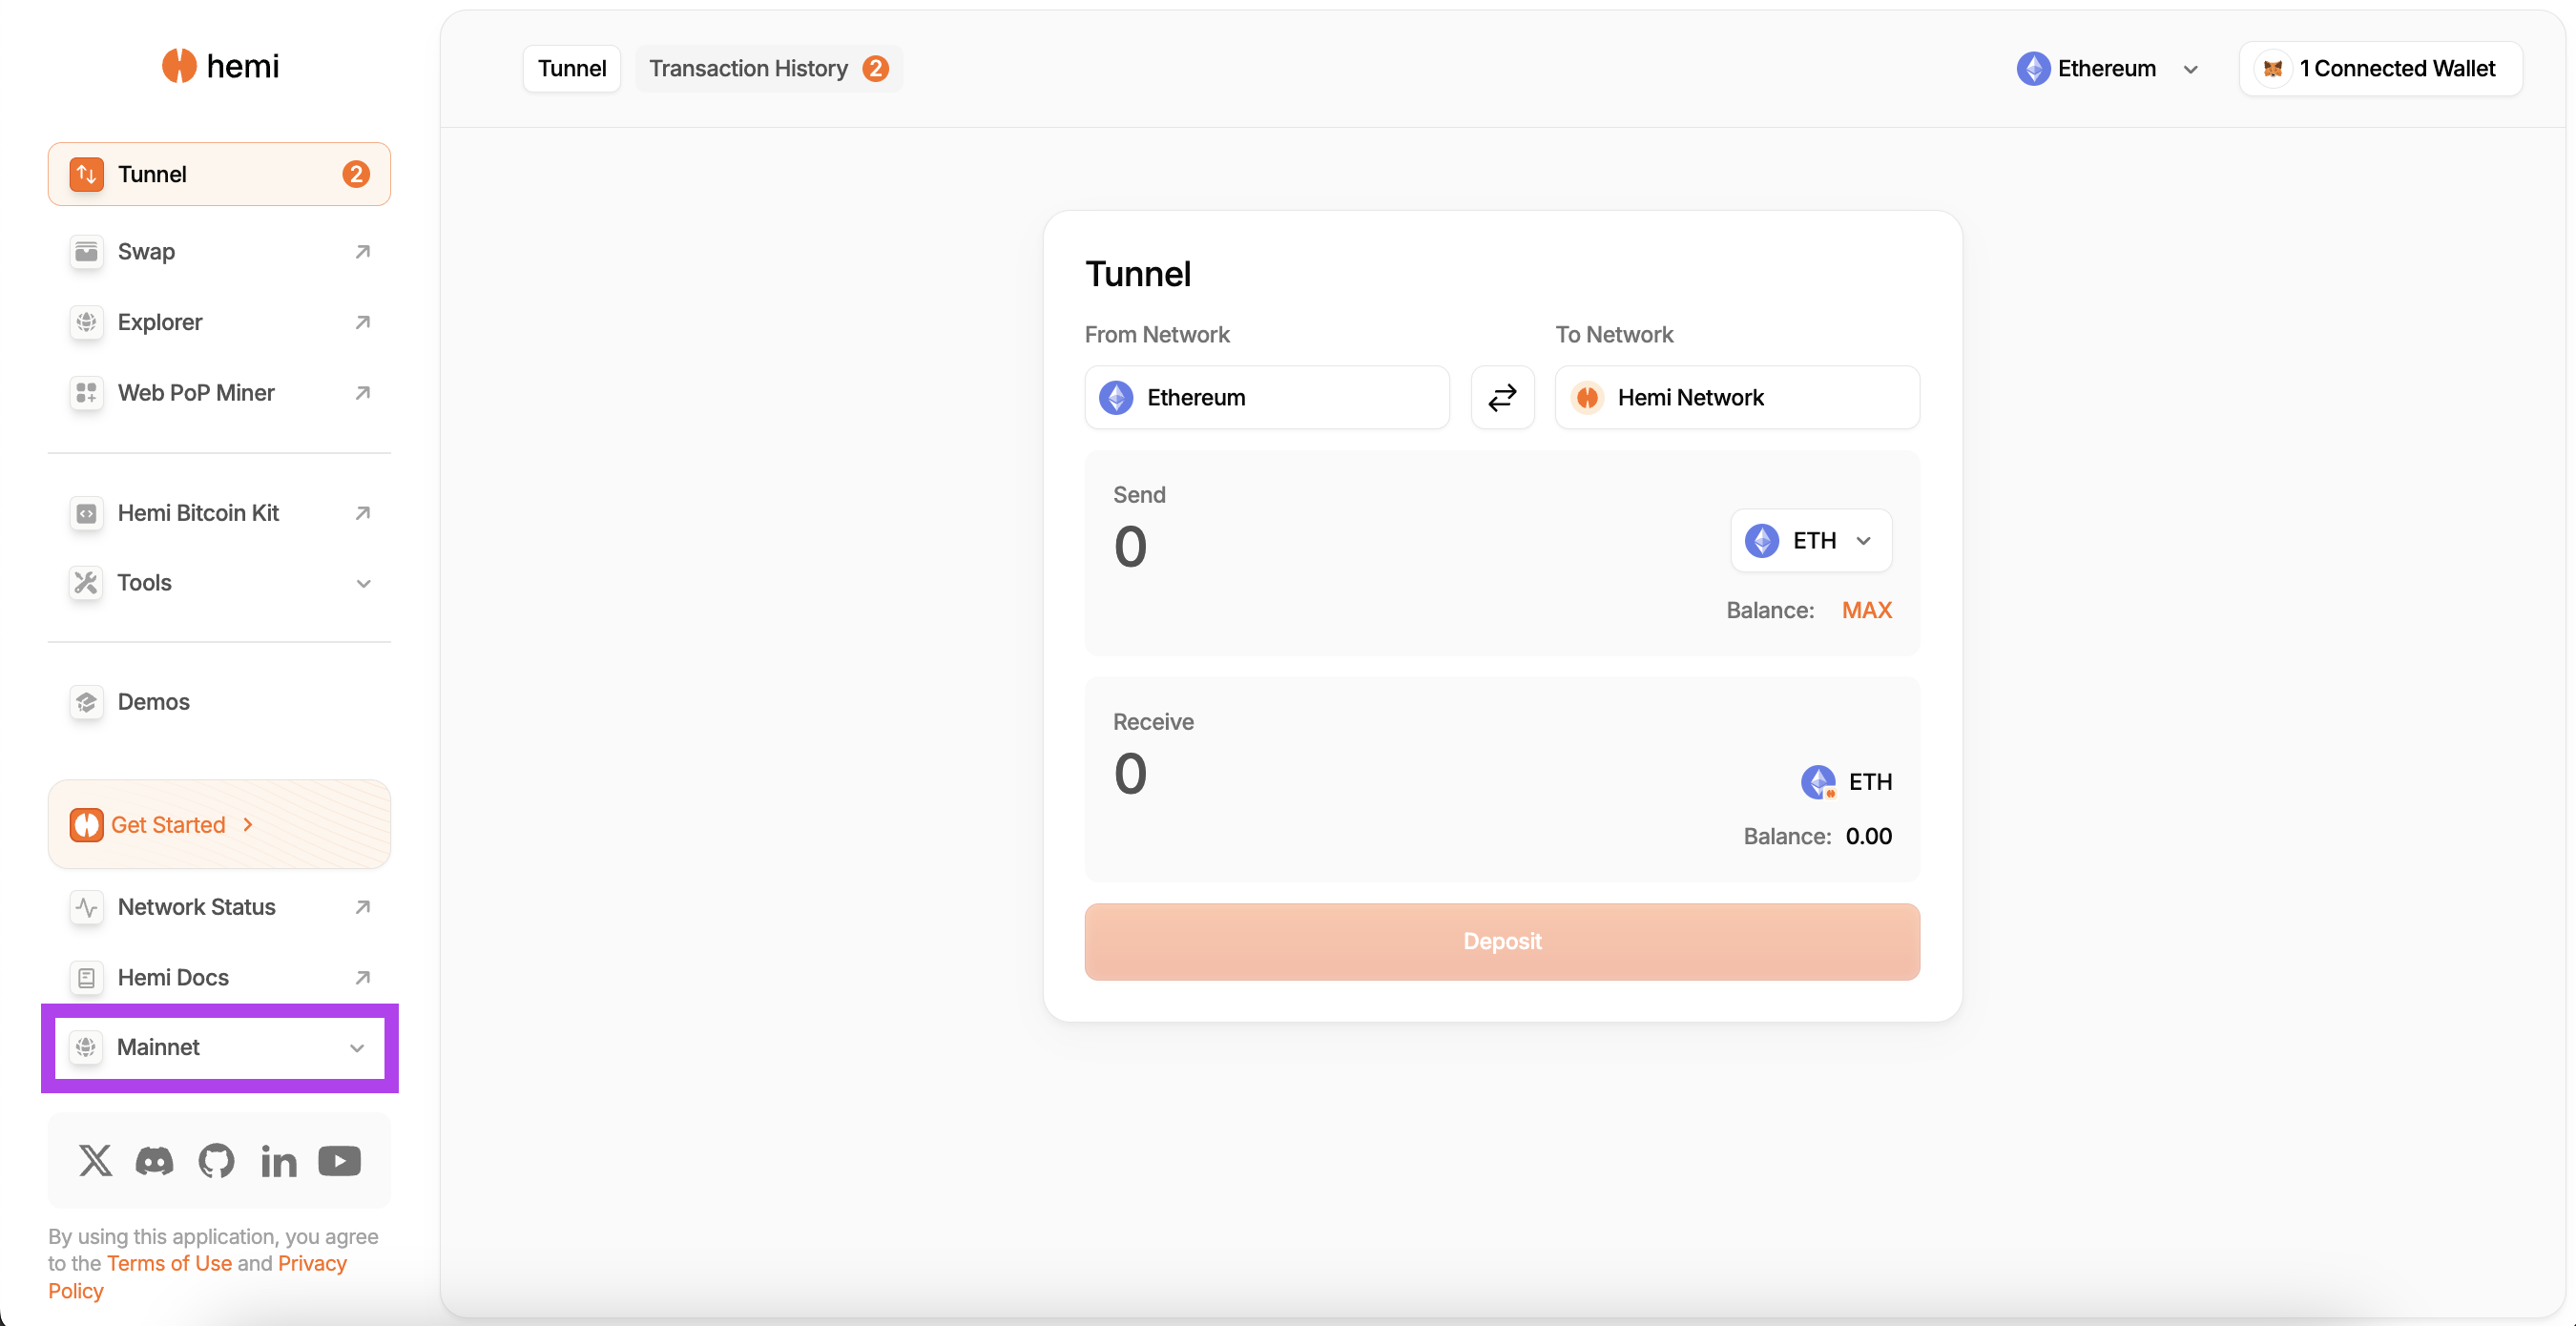 hemi
Tunnel
Transaction History 2
Ethereum
1 Connected Wallet
Tunnel 2
Swap
Explorer
Web PoP Miner
Hemi Bitcoin Kit
Tools
Demos
Get Started
Network Status
Hemi Docs
Mainnet
in
By using this application, you agree
to the Terms of Use and Privacy
Policy
Tunnel
From Network
To Network
Ethereum
Hemi Network
Send
0
ETH
Balance: MAX
Receive
0
ETH
Balance: 0.00
Deposit